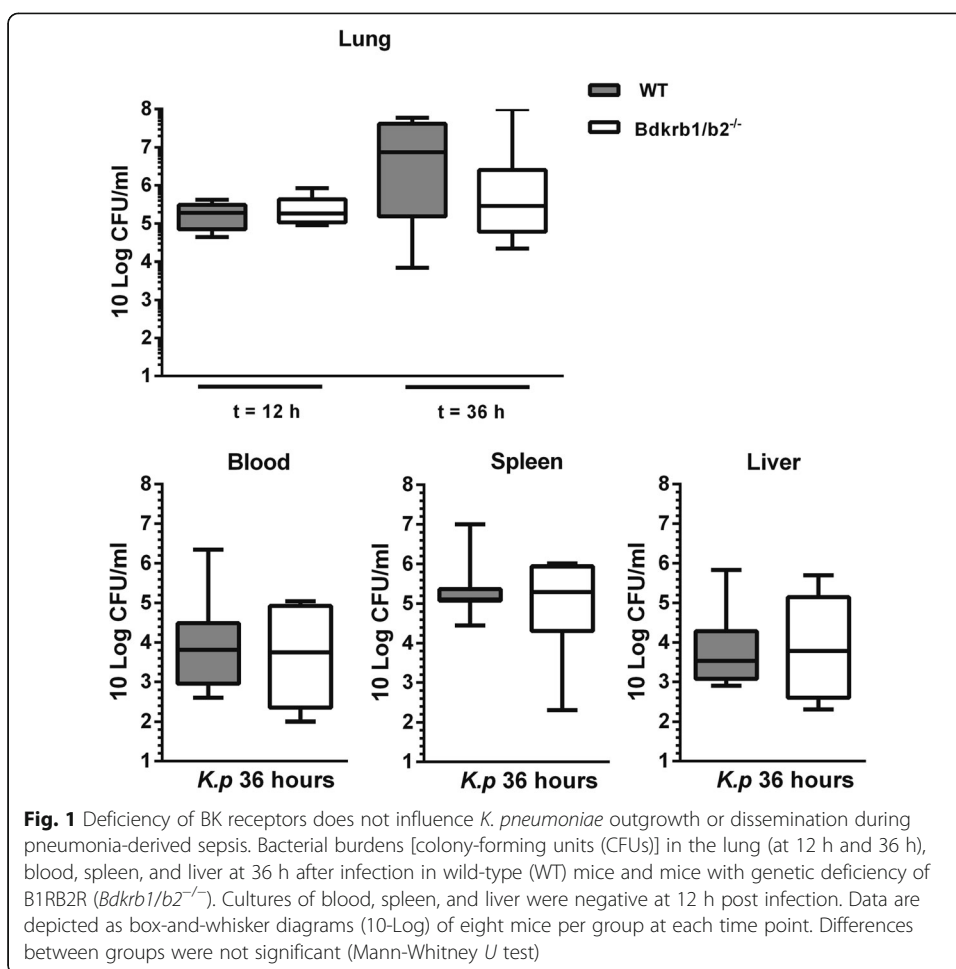 Lung
WT
Bdkrb1/b2-/-
10 Log CFU/ml
8
7
6
5
4
3
2
1
t = 12 h t = 36 h
Blood
10 Log CFU/ml
8
7
6
5
4
3
2
1
K.p 36 hours
Spleen
10 Log CFU/ml
8
7
6
5
4
3
2
1
K.p 36 hours
Liver
10 Log CFU/ml
8
7
6
5
4
3
2
1
K.p 36 hours
Fig. 1 Deficiency of BK receptors does not influence K. pneumoniae outgrowth or dissemination during
pneumonia-derived sepsis. Bacterial burdens [colony-forming units (CFUs)] in the lung (at 12 h and 36 h),
blood, spleen, and liver at 36 h after infection in wild-type (WT) mice and mice with genetic deficiency of
B1RB2R (Bdkrb1/b2−/−). Cultures of blood, spleen, and liver were negative at 12 h post infection. Data are
depicted as box-and-whisker diagrams (10-Log) of eight mice per group at each time point. Differences
between groups were not significant (Mann-Whitney U test)